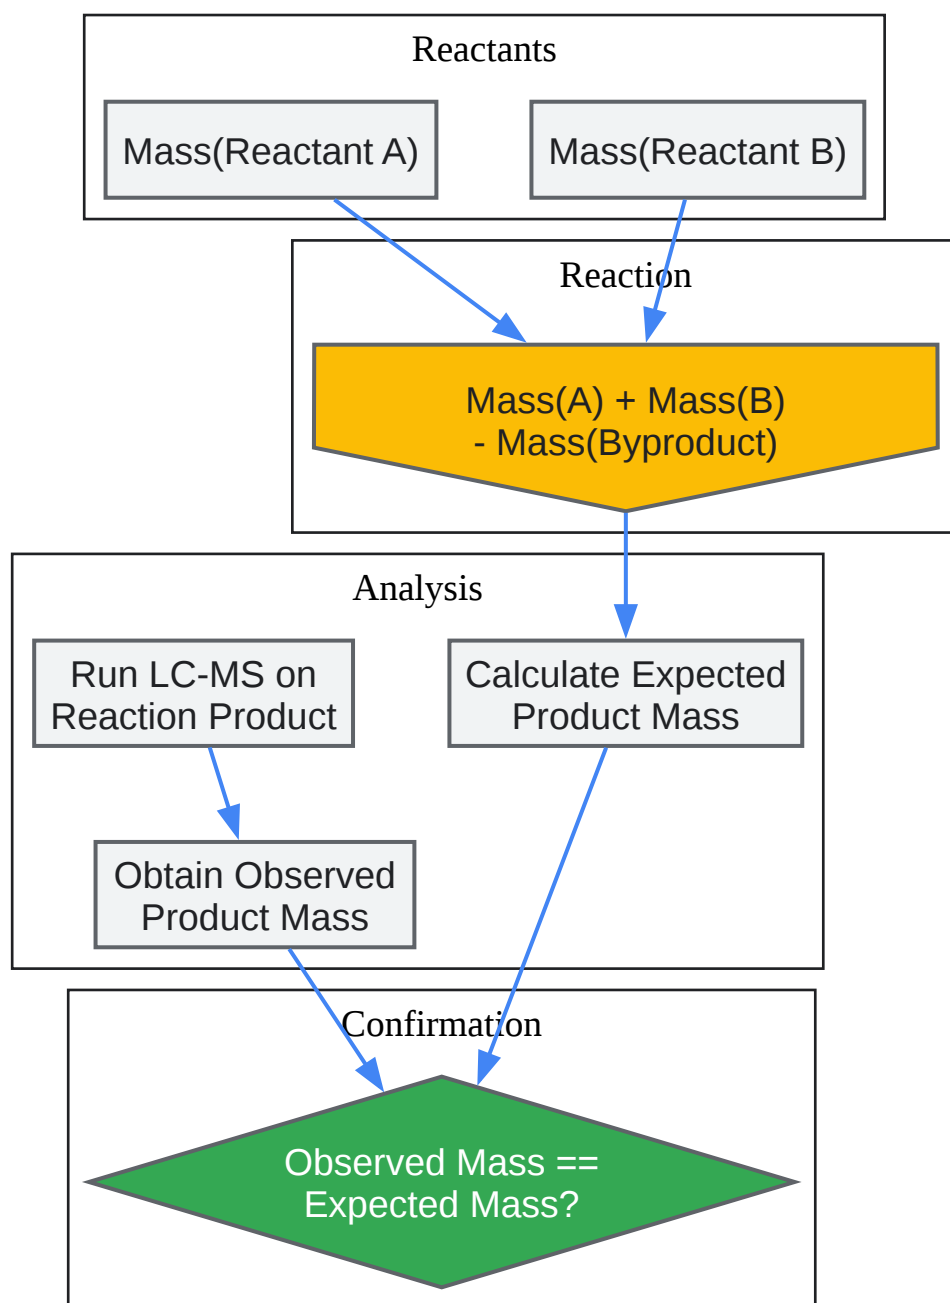 Reactants
Mass(Reactant A)
Mass(Reactant B)
Reaction
Mass(A) + Mass(B)
- Mass(Byproduct)
Analysis
Run LC-MS on
Reaction Product
Calculate Expected
Product Mass
Obtain Observed
Product Mass
Confirmation
Observed Mass ==
Expected Mass?